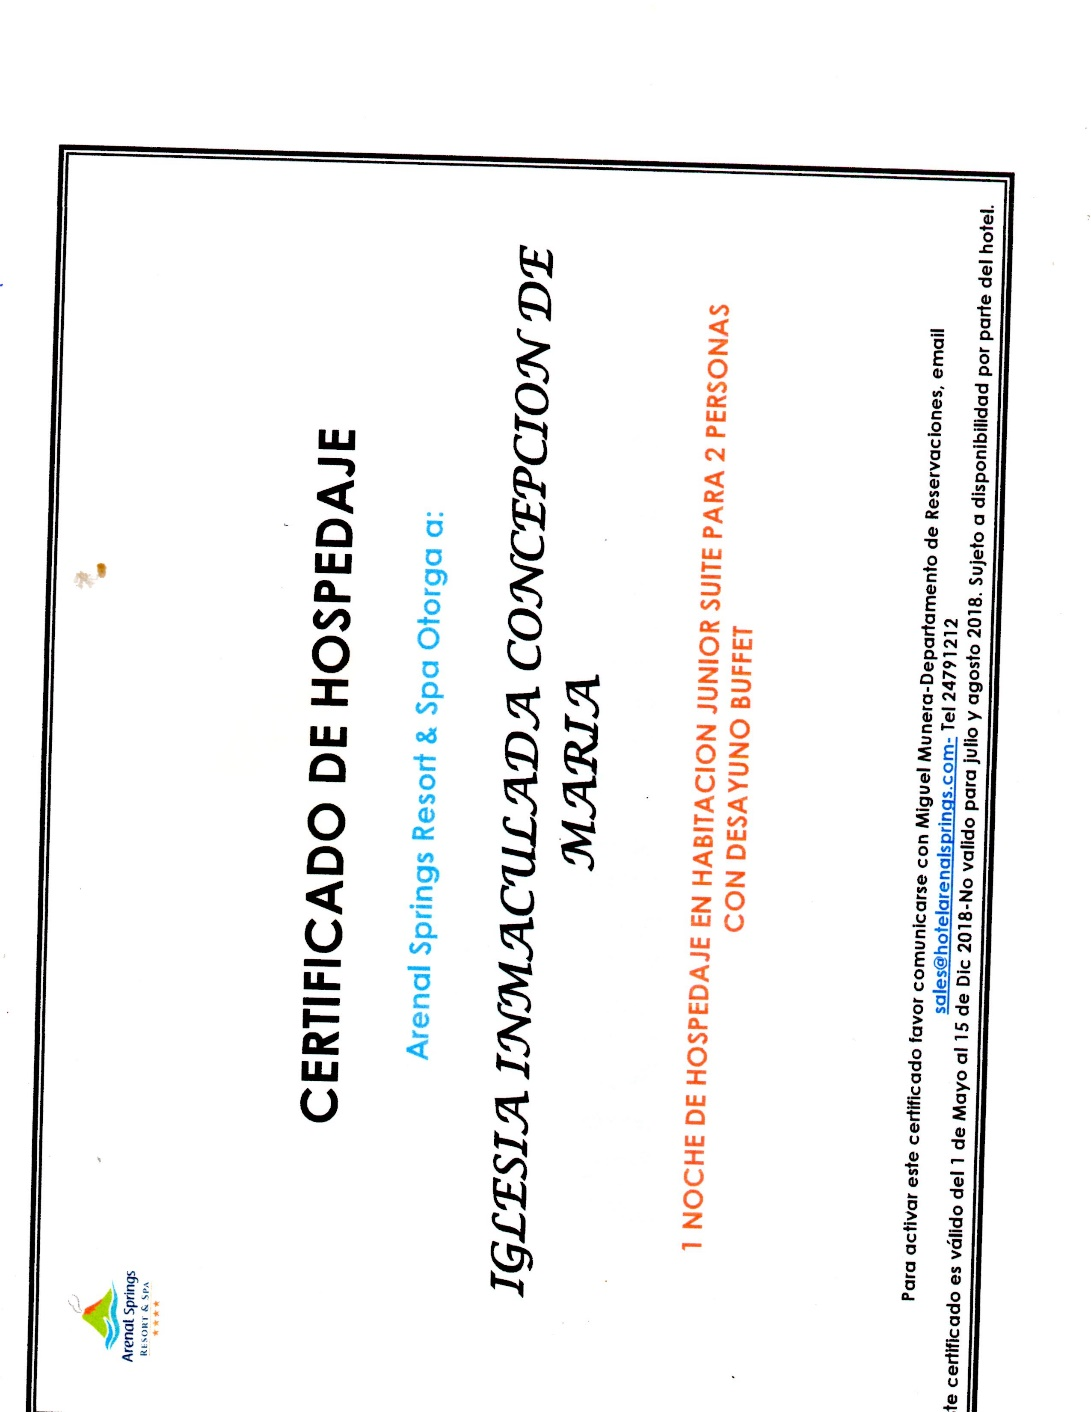 Arenal Springs
RESORT & SPA
CERTIFICADO DE HOSPEDAJE
Arenal Springs Resort & Spa Otorga a:
IGLESIA INMACULADA CONCEPCION DE
MARIA
1 NOCHE DE HOSPEDAJE EN HABITACION JUNIOR SUITE PARA 2 PERSONAS
CON DESAYUNO BUFFET
Para activar este certificado favor comunicarse con Miguel Munera-Departamento de Reservaciones, email
sales@hotelarenalsprings.com- Tel 24791212
te certificado es válido del 1 de Mayo al 15 de Dic 2018-No valido para julio y agosto 2018. Sujeto a disponibilidad por parte del hotel.